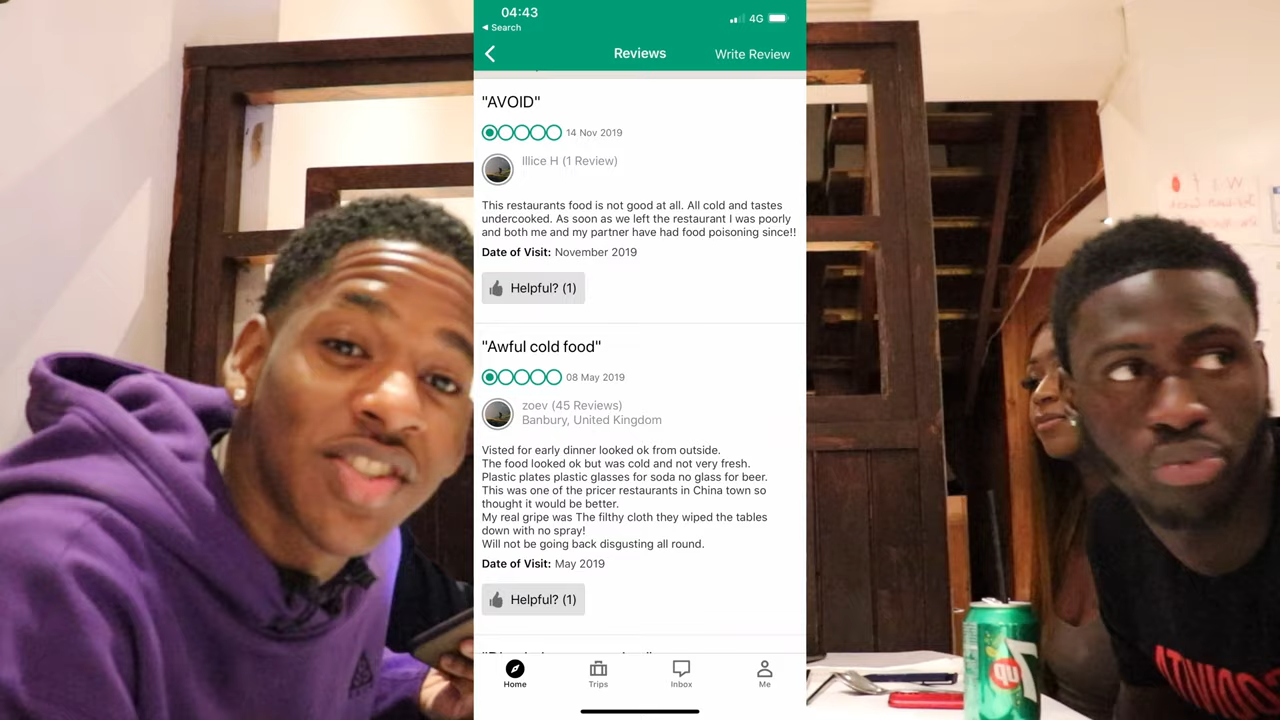 04:43
4G
Search
Reviews
Write Review
"AVOID"
14 Nov 2019
Illice H (1 Review)
This restaurants food is not good at all. All cold and tastes
undercooked. As soon as we left the restaurant I was poorly
and both me and my partner have had food poisoning since!!
Date of Visit: November 2019
Helpful? (1)
"Awful cold food"
08 May 2019
zoev (45 Reviews)
Banbury, United Kingdom
Visted for early dinner looked ok from outside.
The food looked ok but was cold and not very fresh.
Plastic plates plastic glasses for soda no glass for beer.
This was one of the pricer restaurants in China town so
thought it would be better.
My real gripe was The filthy cloth they wiped the tables
down with no spray!
Will not be going back disgusting all round.
Date of Visit: May 2019
Helpful? (1)
Home
Trips
Inbox
Me
7up